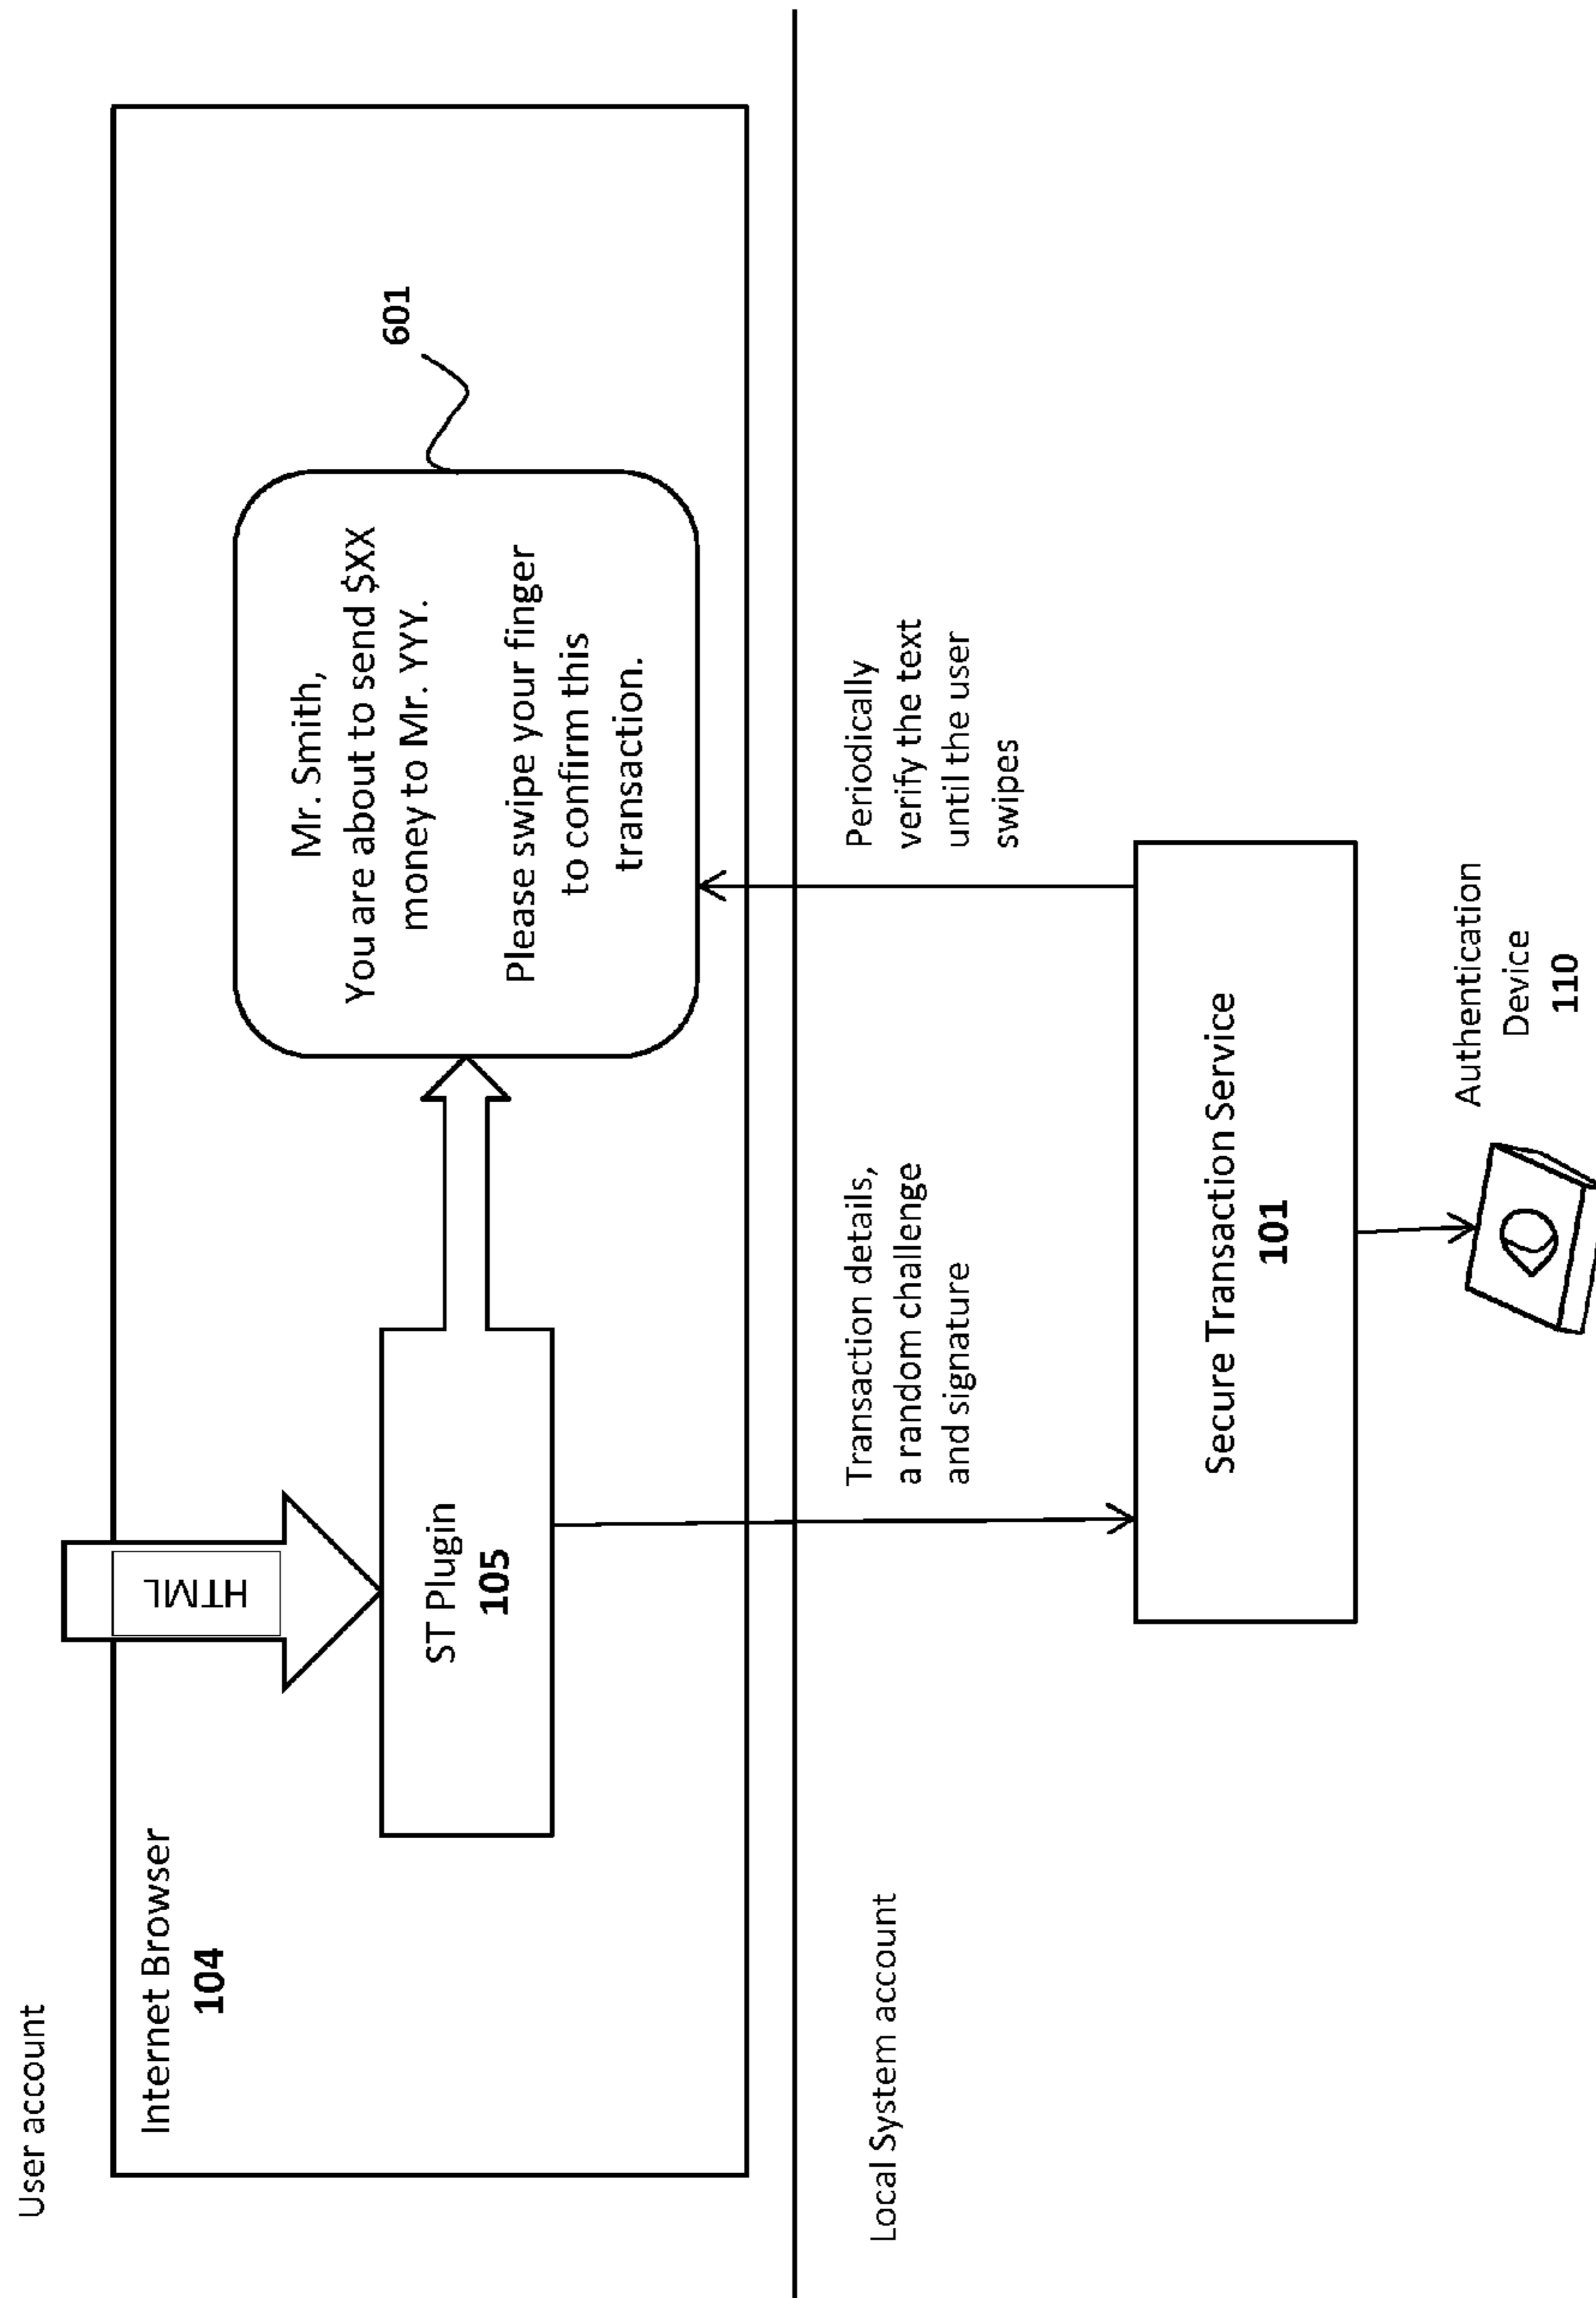 User account
Internet Browser
104
HTML
ST Plugin
105
Mr. Smith,
You are about to send $XX
money to Mr. YYY.
Please swipe your finger
to confirm this
transaction.
601
Local System account
Transaction details,
a random challenge
and signature
Periodically
verify the text
until the user
swipes
Secure Transaction Service
101
Authentication
Device
110